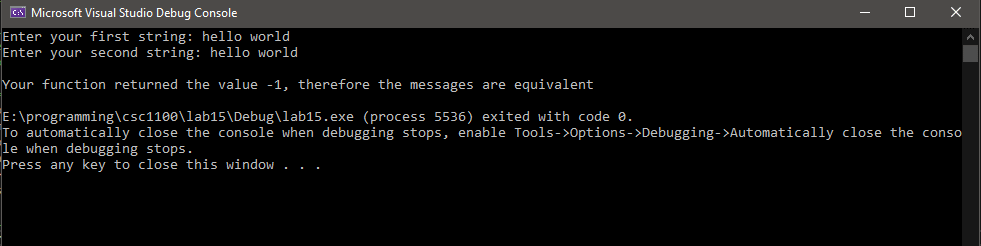 Microsoft Visual Studio Debug Console
Enter your first string: hello world
Enter your second string: hello world
Your function returned the value -1, therefore the messages are equivalent
E:\programming\csc1100\lab15\Debug\lab15.exe (process 5536) exited with code 0.
To automatically close the console when debugging stops, enable Tools->Options->Debugging->Automatically close the conso
le when debugging stops.
Press any key to close this window . . .